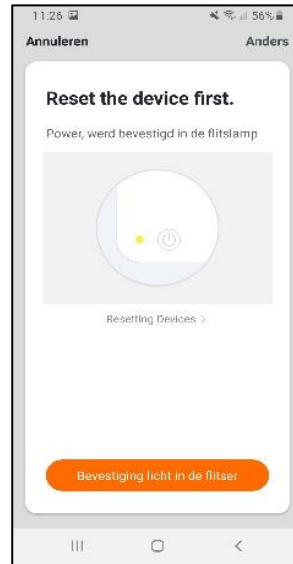 11:26 56%
Annuleren Anders
Reset the device first.
Power, werd bevestigd in de flitslamp
Resetting Devices >
Bevestiging licht in de flitser